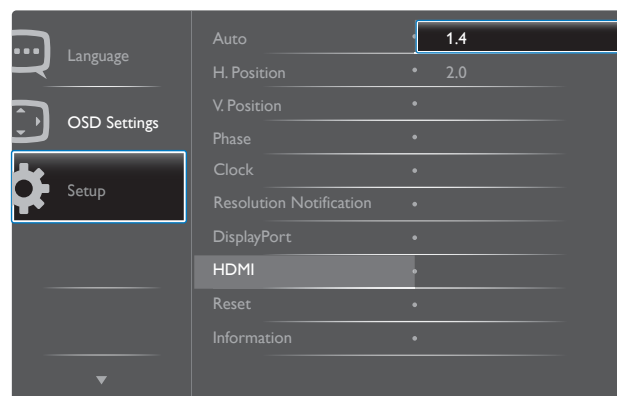 Language
OSD Settings
Setup
Auto
H. Position
V. Position
Phase
Clock
Resolution Notification
DisplayPort
HDMI
Reset
Information
1.4
2.0